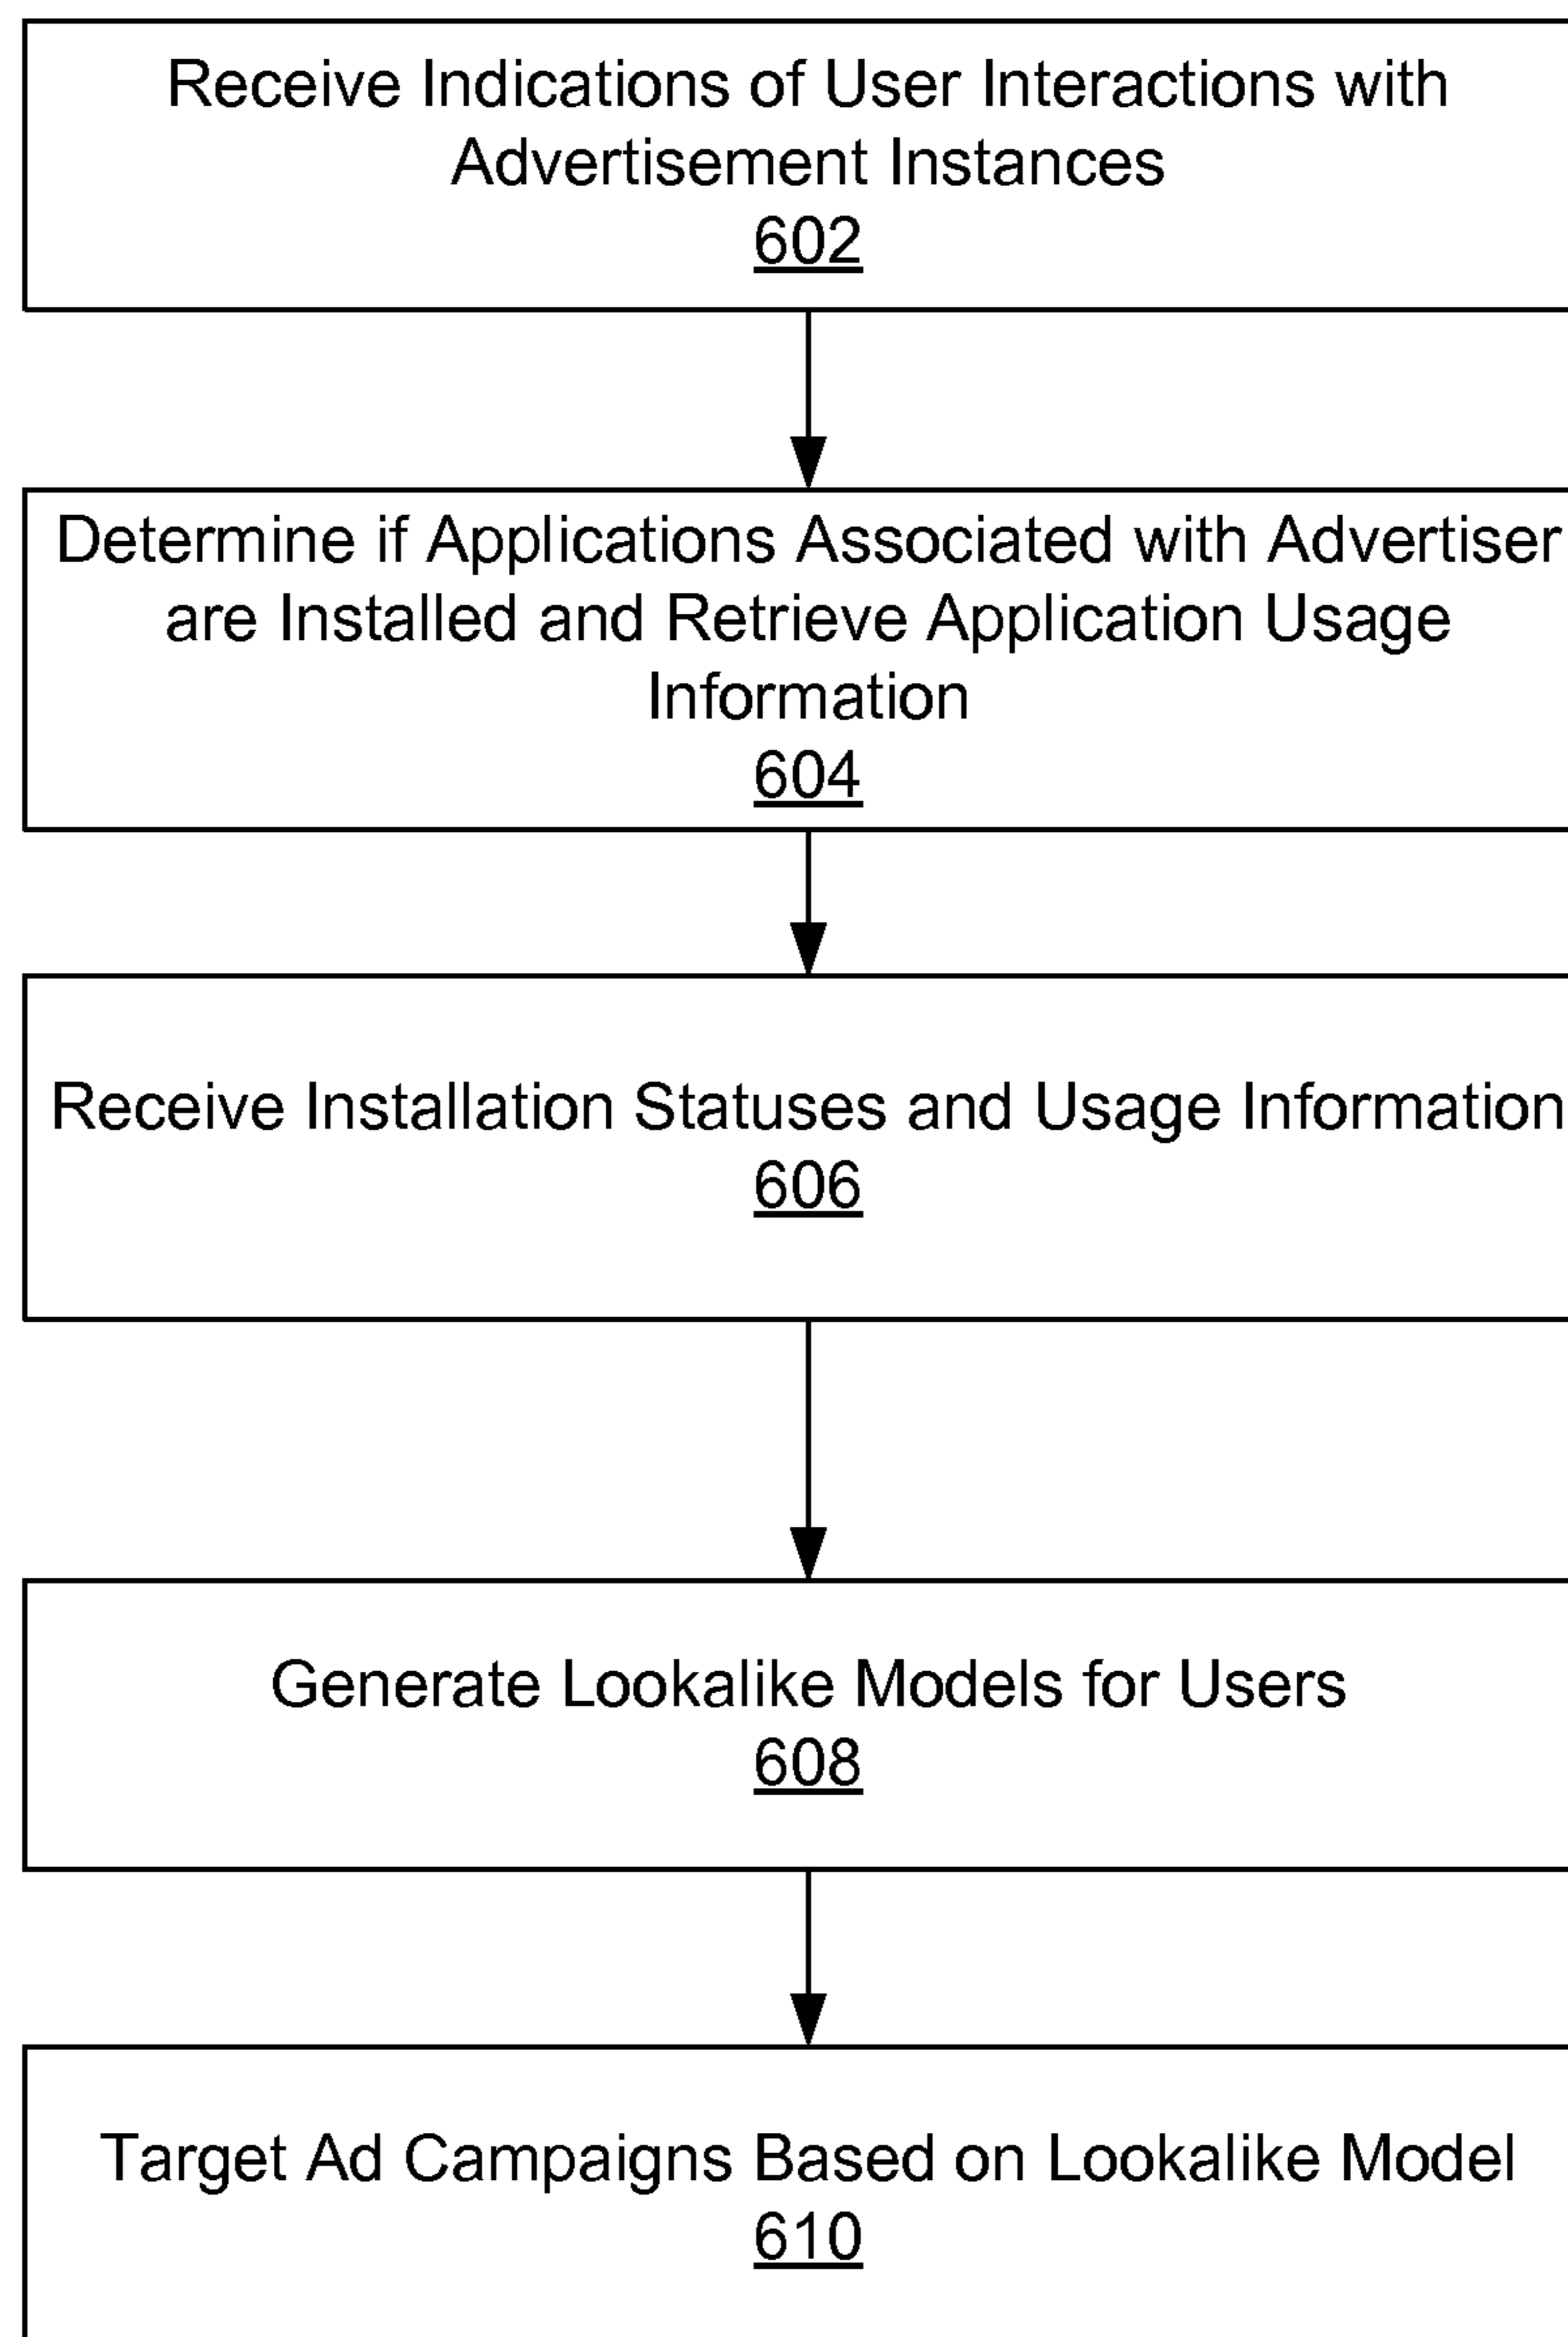 Receive Indications of User Interactions with
Advertisement Instances
602
Determine if Applications Associated with Advertiser
are Installed and Retrieve Application Usage
Information
604
Receive Installation Statuses and Usage Information
606
Generate Lookalike Models for Users
608
Target Ad Campaigns Based on Lookalike Model
610